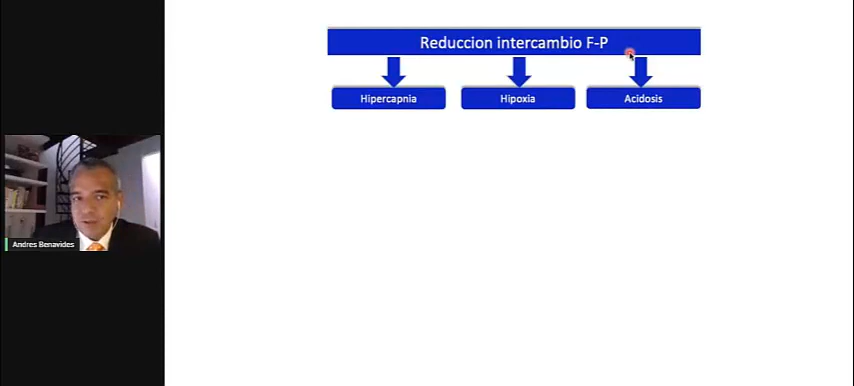 Reduccion intercambio F-P
Hipercapnia
Hipoxia
Acidosis
Andres Benavides